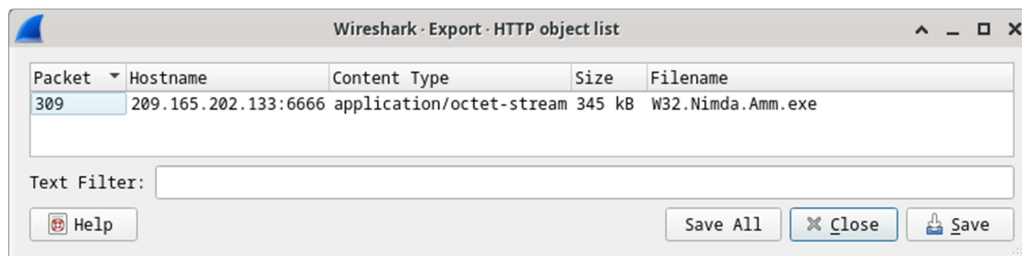 Wireshark · Export · HTTP object list
Packet Hostname Content Type Size Filename
309 209.165.202.133:6666 application/octet-stream 345 kB W32.Nimda.Amm.exe
Text Filter:
Help Save All Close Save